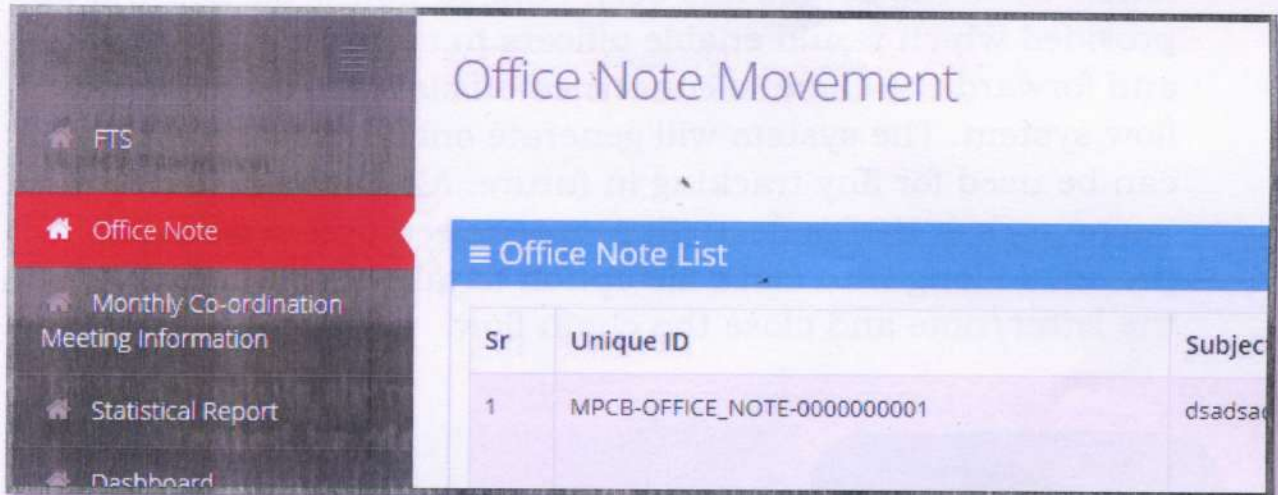 Office Note Movement
FTS
Office Note
Monthly Co-ordination
Meeting Information
Statistical Report
Dashboard
Office Note List
Sr Unique ID Subjec
1 MPCB-OFFICE_NOTE-0000000001 dsadsad